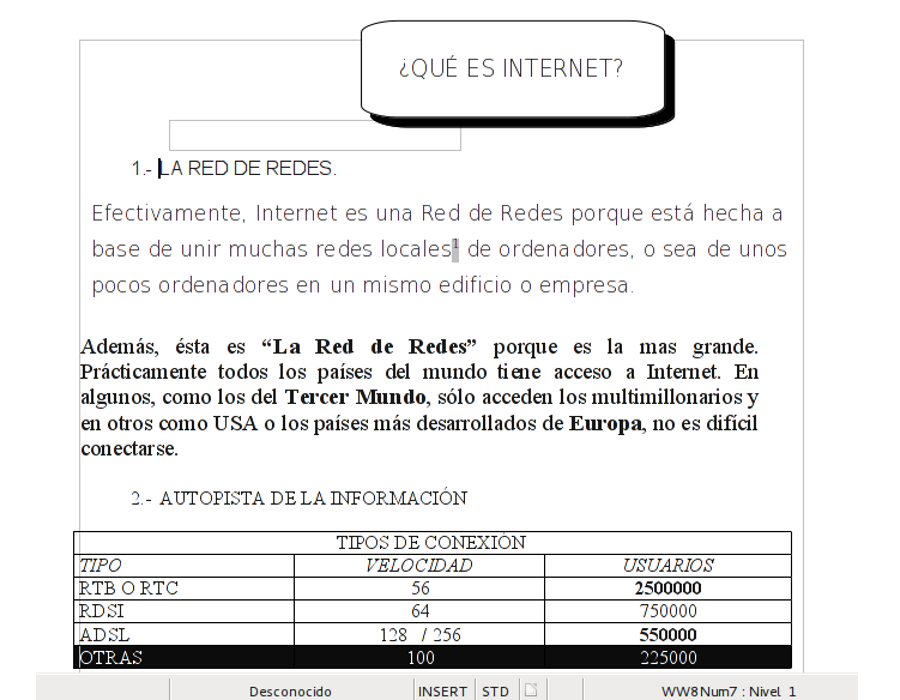 ¿QUÉ ES INTERNET?
1.- LA RED DE REDES.
Efectivamente, Internet es una Red de Redes porque está hecha a
base de unir muchas redes locales1 de ordenadores, o sea de unos
pocos ordenadores en un mismo edificio o empresa.
Además, ésta es “La Red de Redes” porque es la mas grande.
Prácticamente todos los países del mundo tiene acceso a Internet. En
algunos, como los del Tercer Mundo, sólo acceden los multimillonarios y
en otros como USA o los países más desarrollados de Europa, no es difícil
conectarse.
2.- AUTOPISTA DE LA INFORMACIÓN
TIPOS DE CONEXIÓN
TIPO VELOCIDAD USUARIOS
RTB O RTC 56 2500000
RDSI 64 750000
ADSL 128 / 256 550000
OTRAS 100 225000
Desconocido INSERT STD WW8Num7 : Nivel 1